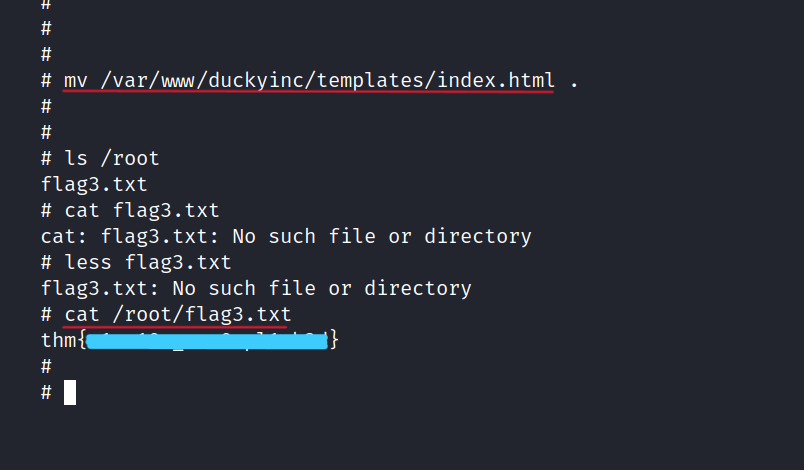 #
#
#
# mv /var/www/duckyinc/templates/index.html .
#
#
# ls /root
flag3.txt
# cat flag3.txt
cat: flag3.txt: No such file or directory
# less flag3.txt
flag3.txt: No such file or directory
# cat /root/flag3.txt
thm{ }
#
#